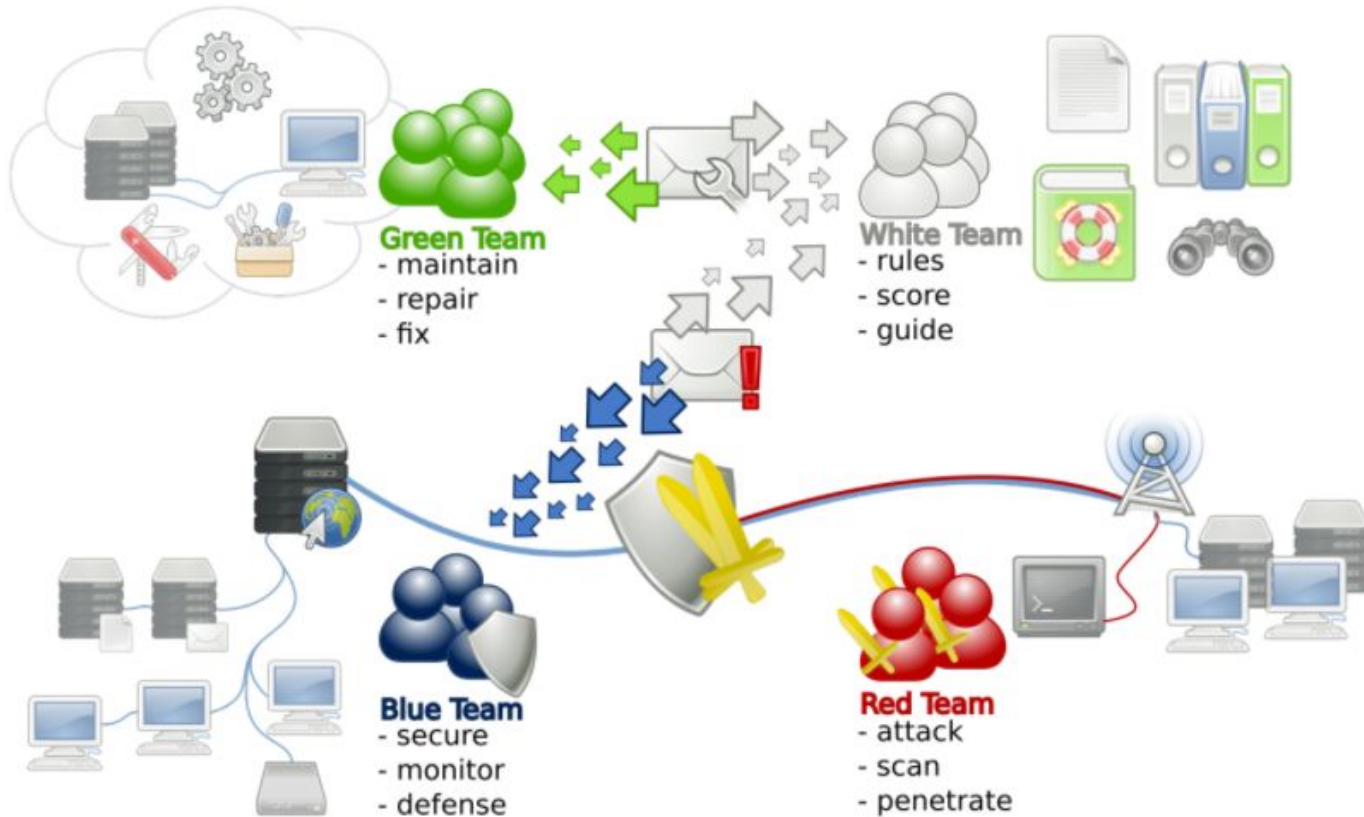 Green Team
- maintain
- repair
- fix
White Team
- rules
- score
- guide
Blue Team
- secure
- monitor
- defense
Red Team
- attack
- scan
- penetrate
>_